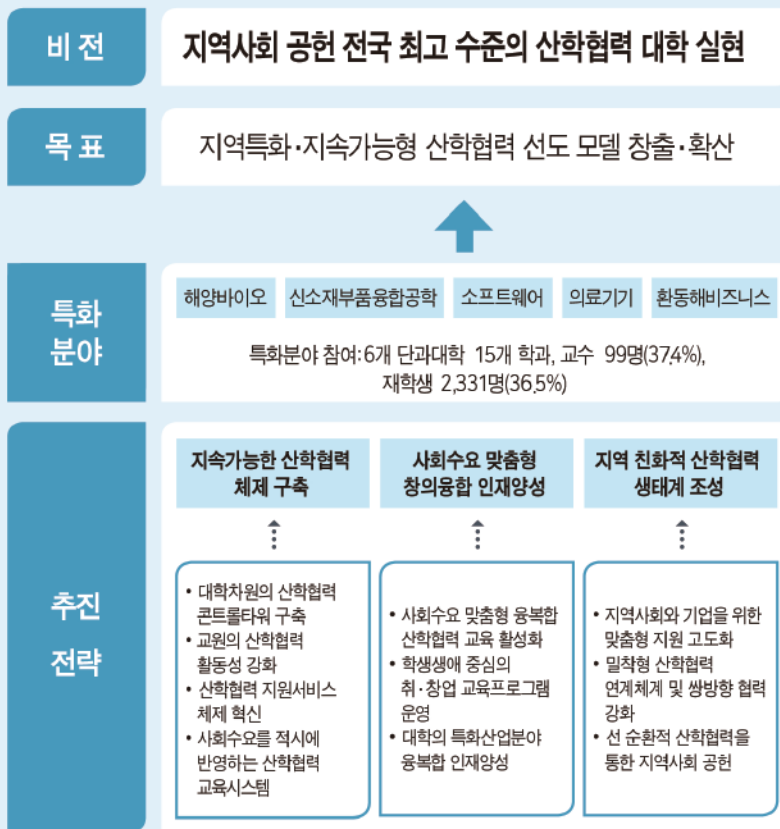 비 전
지역사회 공헌 전국 최고 수준의 산학협력 대학 실현
목 표
지역특화·지속가능형 산학협력 선도 모델 창출·확산
특화
분야
해양바이오 신소재부품융합공학 소프트웨어 의료기기 환동해비즈니스
특화분야 참여:6개 단과대학 15개 학과, 교수 99명(37.4%),
재학생 2,331명(36.5%)
추진
전략
지속가능한 산학협력
체제 구축
• 대학차원의 산학협력
콘트롤타워 구축
• 교원의 산학협력
활동성 강화
• 산학협력 지원서비스
체제 혁신
• 사회수요를 적시에
반영하는 산학협력
교육시스템
사회수요 맞춤형
창의융합 인재양성
• 사회수요 맞춤형 융복합
산학협력 교육 활성화
• 학생생애 중심의
취·창업 교육프로그램
운영
• 대학의 특화산업분야
융복합 인재양성
지역 친화적 산학협력
생태계 조성
• 지역사회와 기업을 위한
맞춤형 지원 고도화
• 밀착형 산학협력
연계체계 및 쌍방향 협력
강화
• 선 순환적 산학협력을
통한 지역사회 공헌